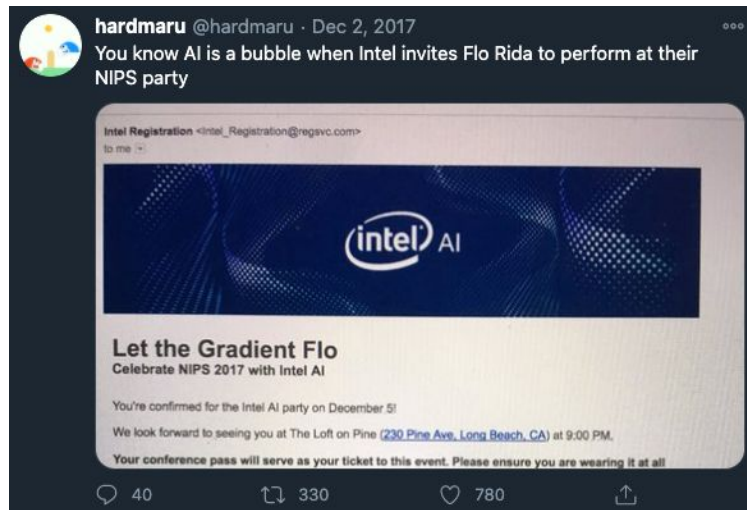 hardmaru @hardmaru · Dec 2, 2017
You know AI is a bubble when Intel invites Flo Rida to perform at their
NIPS party
Intel Registration <Intel_Registration@regsvc.com>
to me
intel AI
Let the Gradient Flo
Celebrate NIPS 2017 with Intel AI
You're confirmed for the Intel AI party on December 5!
We look forward to seeing you at The Loft on Pine (230 Pine Ave, Long Beach, CA) at 9:00 PM.
Your conference pass will serve as your ticket to this event. Please ensure you are wearing it at all
40 330 780